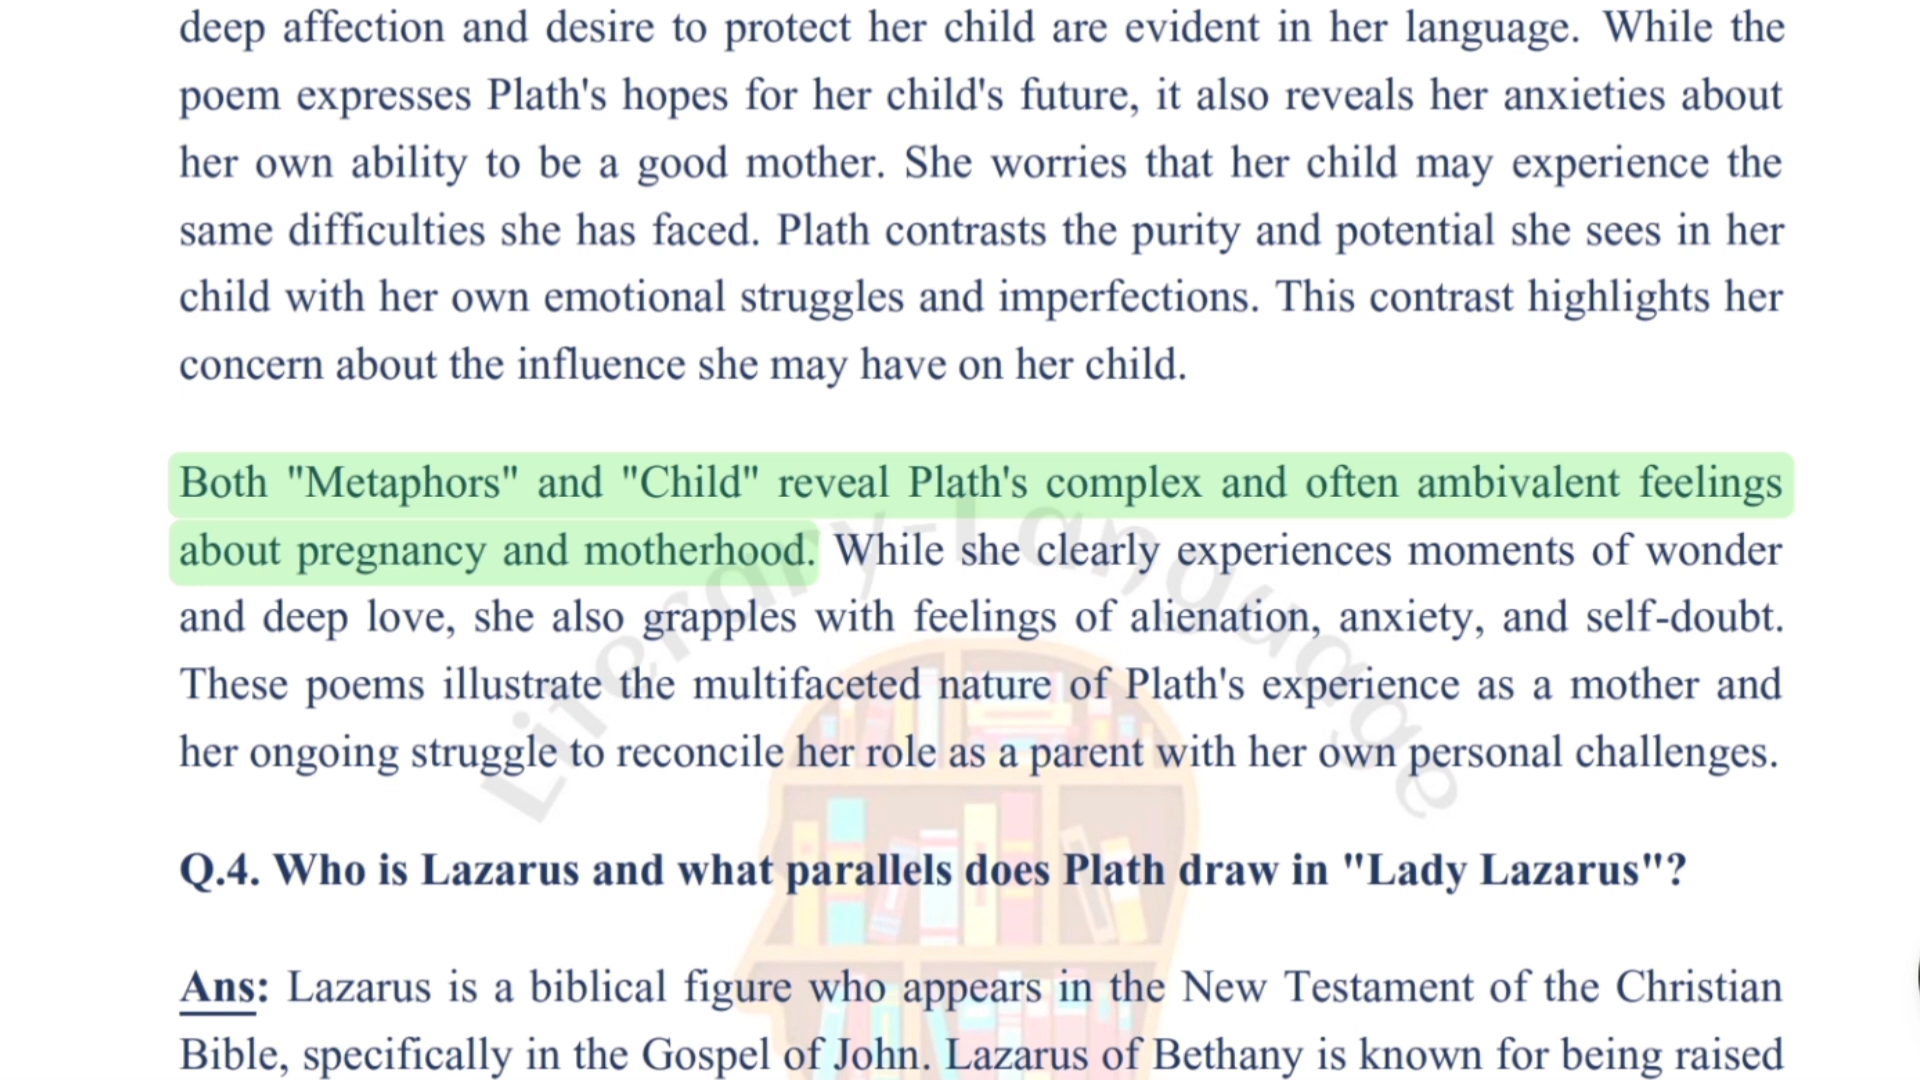 deep affection and desire to protect her child are evident in her language. While the
poem expresses Plath's hopes for her child's future, it also reveals her anxieties about
her own ability to be a good mother. She worries that her child may experience the
same difficulties she has faced. Plath contrasts the purity and potential she sees in her
child with her own emotional struggles and imperfections. This contrast highlights her
concern about the influence she may have on her child.
Both "Metaphors" and "Child" reveal Plath's complex and often ambivalent feelings
about pregnancy and motherhood. While she clearly experiences moments of wonder
and deep love, she also grapples with feelings of alienation, anxiety, and self-doubt.
These poems illustrate the multifaceted nature of Plath's experience as a mother and
her ongoing struggle to reconcile her role as a parent with her own personal challenges.
Literary-Language
Q.4. Who is Lazarus and what parallels does Plath draw in "Lady Lazarus"?
Ans: Lazarus is a biblical figure who appears in the New Testament of the Christian
Bible, specifically in the Gospel of John. Lazarus of Bethany is known for being raised